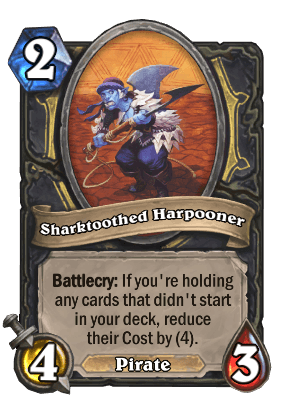 2
Sharktoothed Harpooner
Battlecry: If you're holding
any cards that didn't start
in your deck, reduce
their Cost by (4).
4
Pirate
3